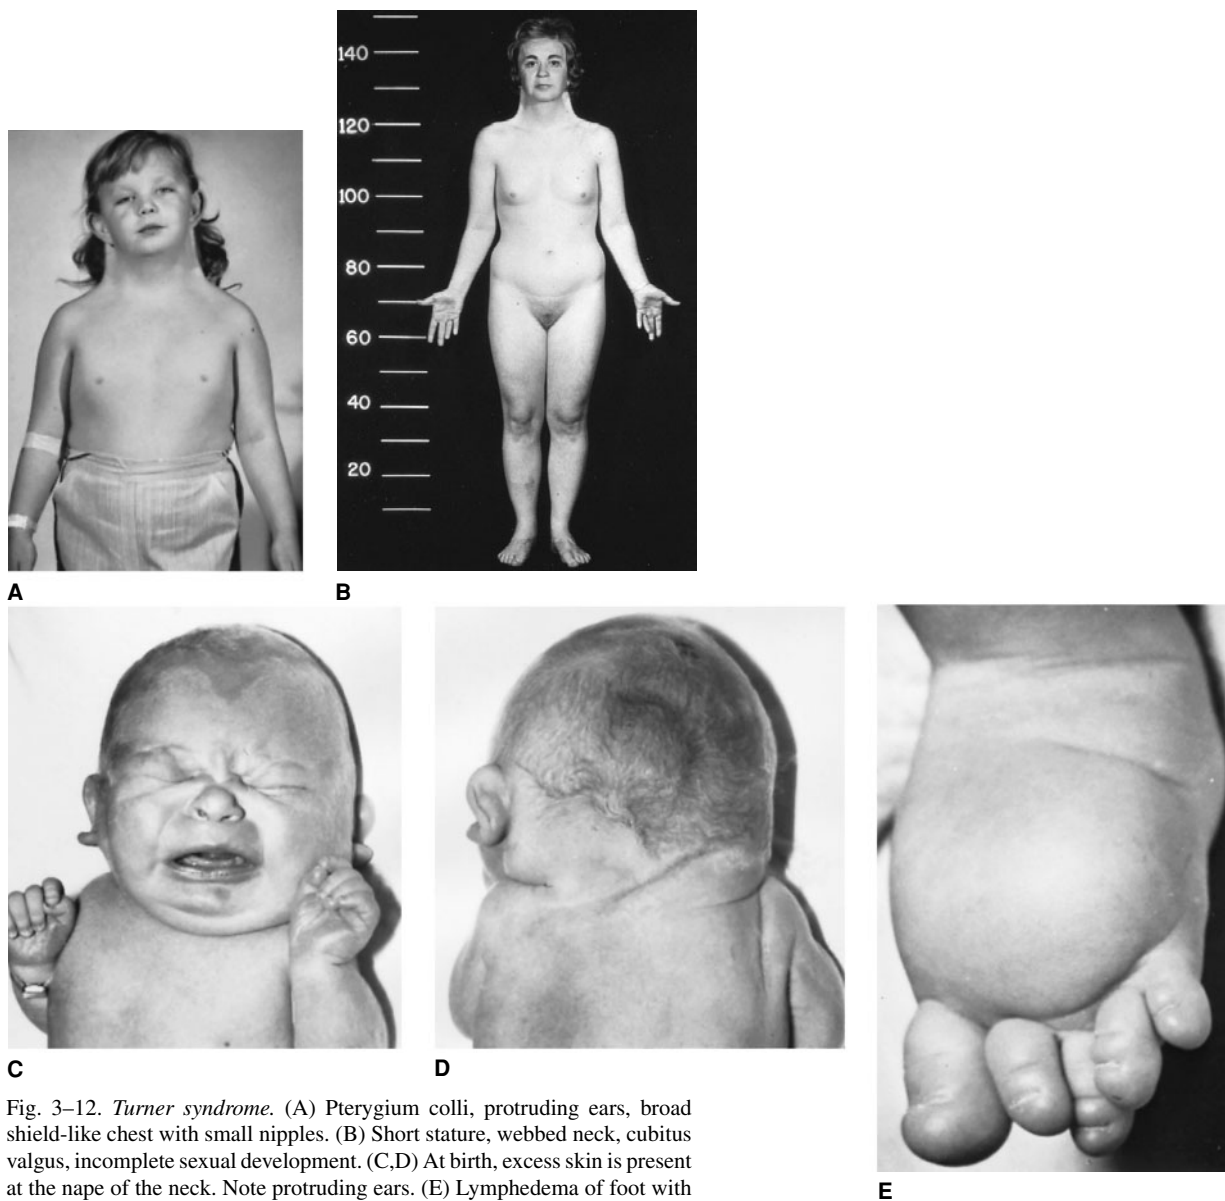 140
120
100
80
60
40
20
A
B
C
D
E
Fig. 3–12. Turner syndrome. (A) Pterygium colli, protruding ears, broad
shield-like chest with small nipples. (B) Short stature, webbed neck, cubitus
valgus, incomplete sexual development. (C,D) At birth, excess skin is present
at the nape of the neck. Note protruding ears. (E) Lymphedema of foot with